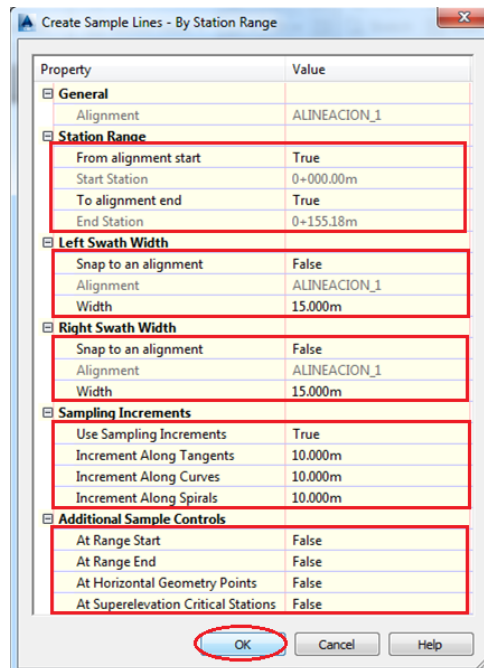 Create Sample Lines - By Station Range
Property Value
General
Alignment ALINEACION_1
Station Range
From alignment start True
Start Station 0+000.00m
To alignment end True
End Station 0+155.18m
Left Swath Width
Snap to an alignment False
Alignment ALINEACION_1
Width 15.000m
Right Swath Width
Snap to an alignment False
Alignment ALINEACION_1
Width 15.000m
Sampling Increments
Use Sampling Increments True
Increment Along Tangents 10.000m
Increment Along Curves 10.000m
Increment Along Spirals 10.000m
Additional Sample Controls
At Range Start False
At Range End False
At Horizontal Geometry Points False
At Superelevation Critical Stations False
OK Cancel Help